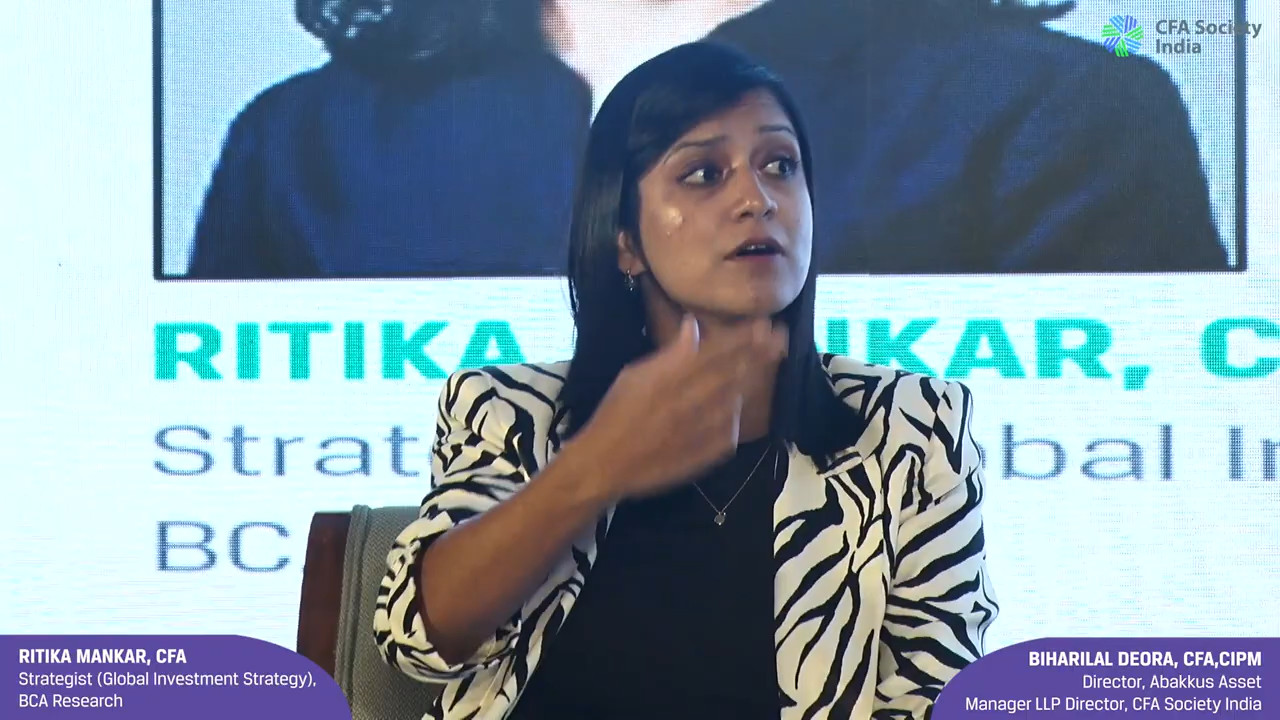 CFA Society
India
RITIKA KAR, C
Strat bal In
BC
RITIKA MANKAR, CFA
Strategist (Global Investment Strategy),
BCA Research
BIHARILAL DEORA, CFA,CIPM
Director, Abakkus Asset
Manager LLP Director, CFA Society India